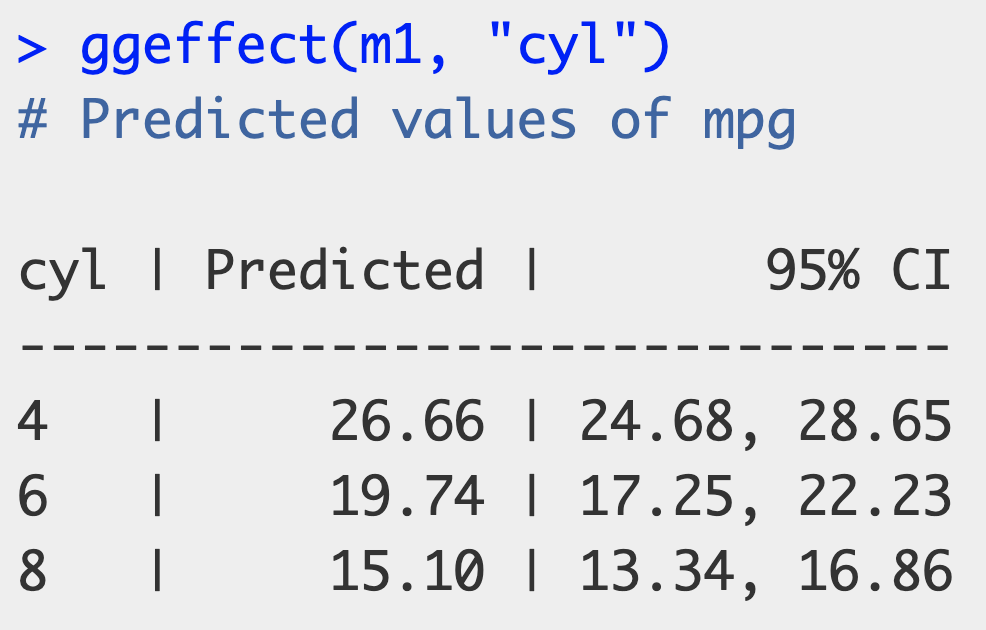 > ggeffect(m1, "cyl")
# Predicted values of mpg
cyl | Predicted |       95% CI
------------------------------
4   |     26.66 | 24.68, 28.65
6   |     19.74 | 17.25, 22.23
8   |     15.10 | 13.34, 16.86